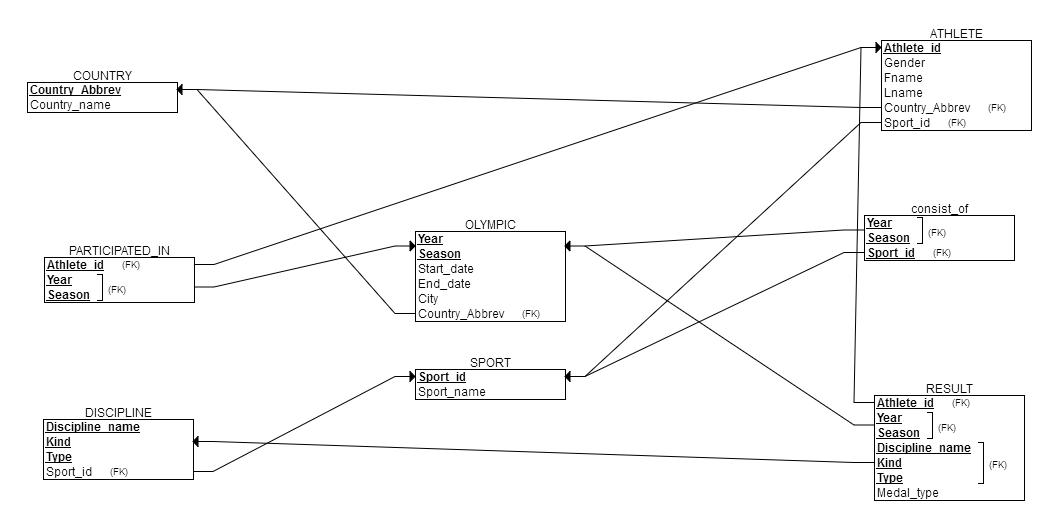 COUNTRY
Country_Abbrev
Country_name
ATHLETE
Athlete_id
Gender
Fname
Lname
Country_Abbrev (FK)
Sport_id (FK)
PARTICIPATED_IN
Athlete_id (FK)
Year
Season
(FK)
OLYMPIC
Year
Season
Start_date
End_date
City
Country_Abbrev (FK)
consist_of
Year
Season
(FK)
Sport_id (FK)
SPORT
Sport_id
Sport_name
DISCIPLINE
Discipline_name
Kind
Type
Sport_id (FK)
RESULT
Athlete_id (FK)
Year
Season
(FK)
Discipline_name
Kind
Type
(FK)
Medal_type